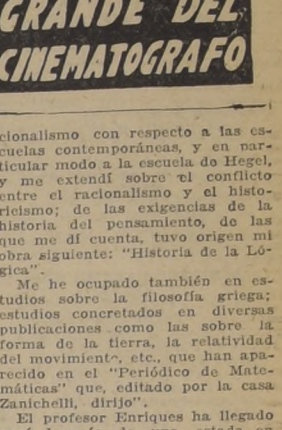 GRANDE DEL
CINEMATOGRAFO
cionalismo con respecto a las es-
cuelas contemporáneas, y en par-
ticular modo a la escuela de Hegel,
y me extendí sobre el conflicto
entre el racionalismo y el histo-
ricismo; de las exigencias de la
historia del pensamiento, de las
que me di cuenta, tuvo origen mi
obra siguiente: "Historia de la Ló-
gica".
Me he ocupado también en es-
tudios sobre la filosofía griega;
estudios concretados en diversas
publicaciones como las sobre la
forma de la tierra, la relatividad
del movimiento, etc., que han apa-
recido en el "Periódico de Mate-
máticas" que, editado por la casa
Zanichelli, dirijo".
El profesor Enriques ha llegado